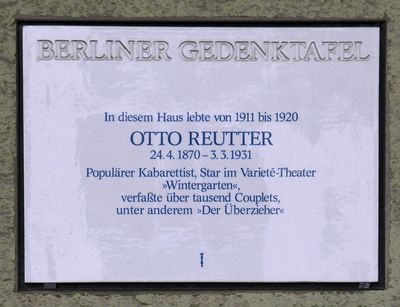 BERLINER GEDENKTAFEL
In diesem Haus lebte von 1911 bis 1920
OTTO REUTTER
24. 4. 1870 – 3. 3. 1931
Populärer Kabarettist, Star im Varieté-Theater
»Wintergarten«,
verfaßte über tausend Couplets,
unter anderem »Der Überzieher«